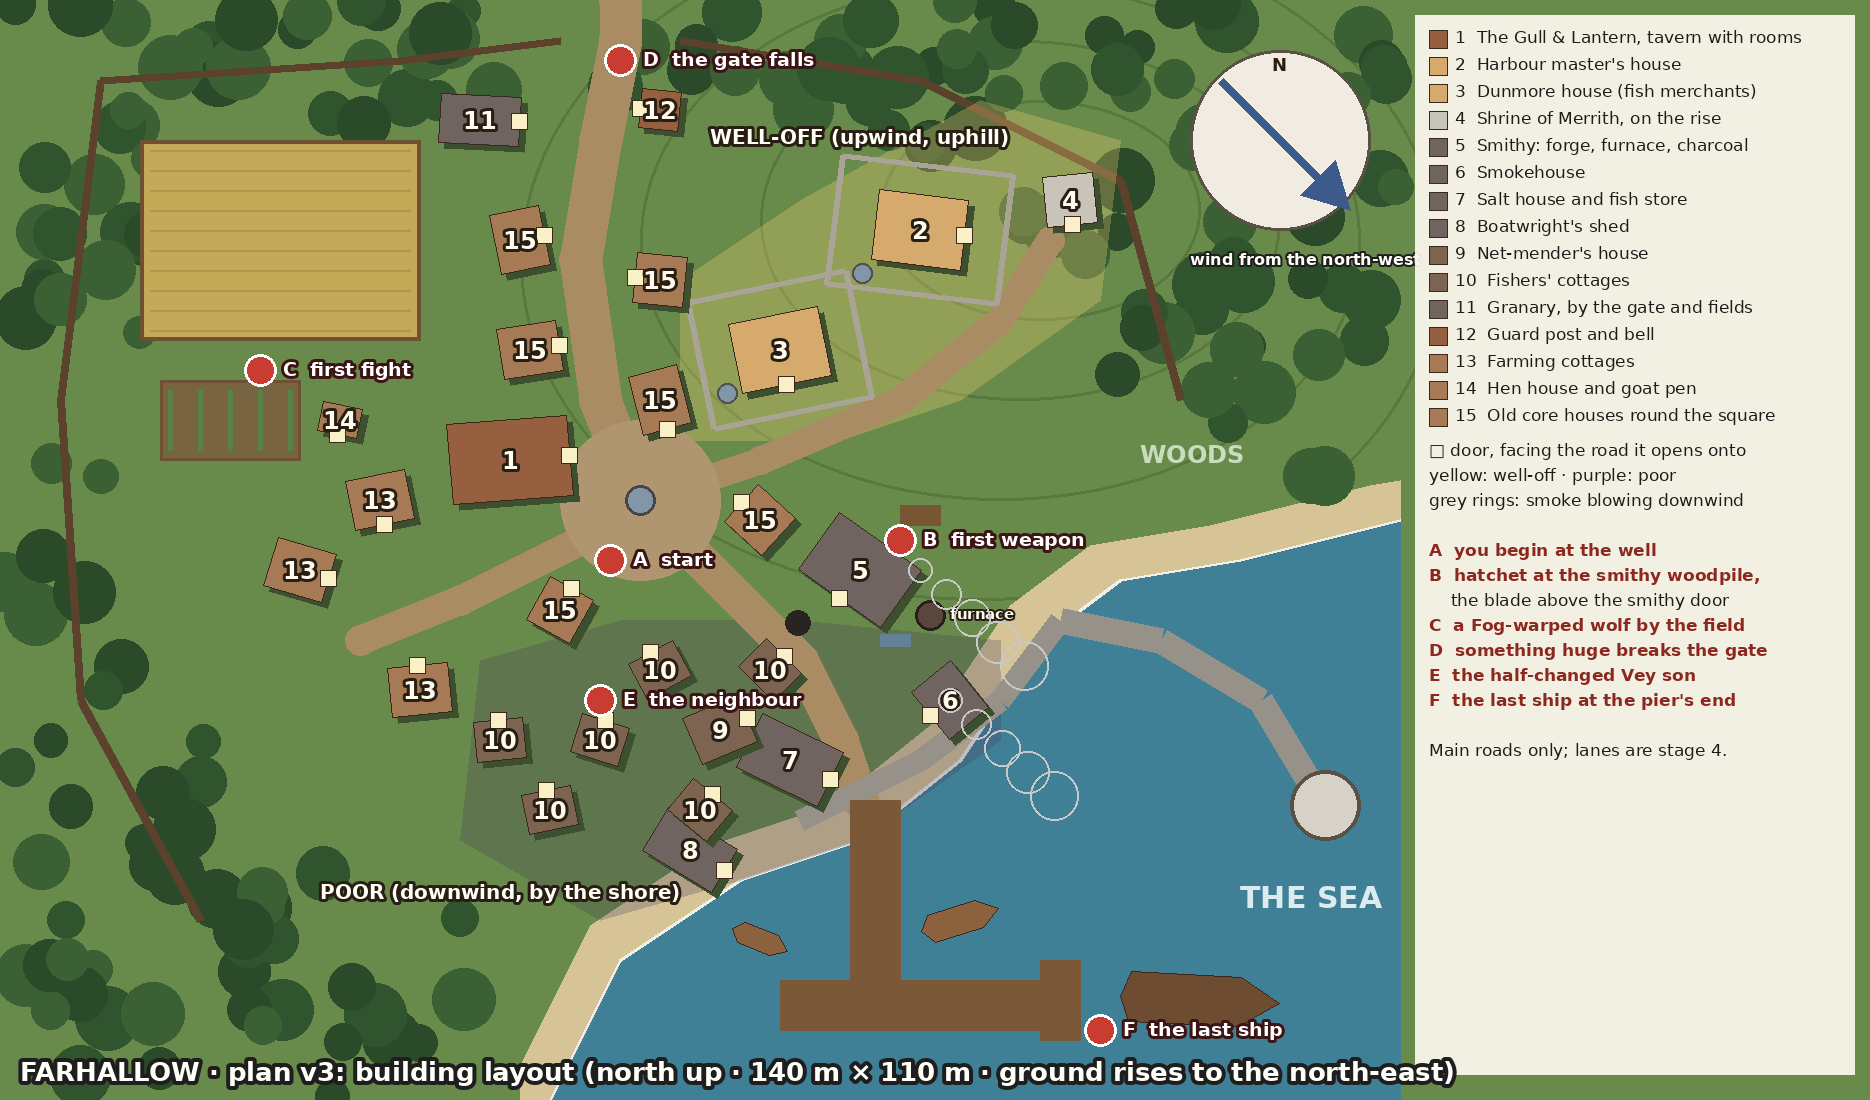 D the gate falls
12
11
WELL-OFF (upwind, uphill)
4
2
15
15
3
15
15
C first fight
14
1
13
WOODS
15
B first weapon
A start
5
13
15
furnace
10
10
13
E the neighbour
6
9
10
10
7
10
10
8
POOR (downwind, by the shore)
THE SEA
F the last ship
FARHALLOW · plan v3: building layout (north up · 140 m × 110 m · ground rises to the north-east)
N
wind from the north-west
1 The Gull & Lantern, tavern with rooms
2 Harbour master's house
3 Dunmore house (fish merchants)
4 Shrine of Merrith, on the rise
5 Smithy: forge, furnace, charcoal
6 Smokehouse
7 Salt house and fish store
8 Boatwright's shed
9 Net-mender's house
10 Fishers' cottages
11 Granary, by the gate and fields
12 Guard post and bell
13 Farming cottages
14 Hen house and goat pen
15 Old core houses round the square
□ door, facing the road it opens onto
yellow: well-off · purple: poor
grey rings: smoke blowing downwind
A you begin at the well
B hatchet at the smithy woodpile,
the blade above the smithy door
C a Fog-warped wolf by the field
D something huge breaks the gate
E the half-changed Vey son
F the last ship at the pier's end
Main roads only; lanes are stage 4.